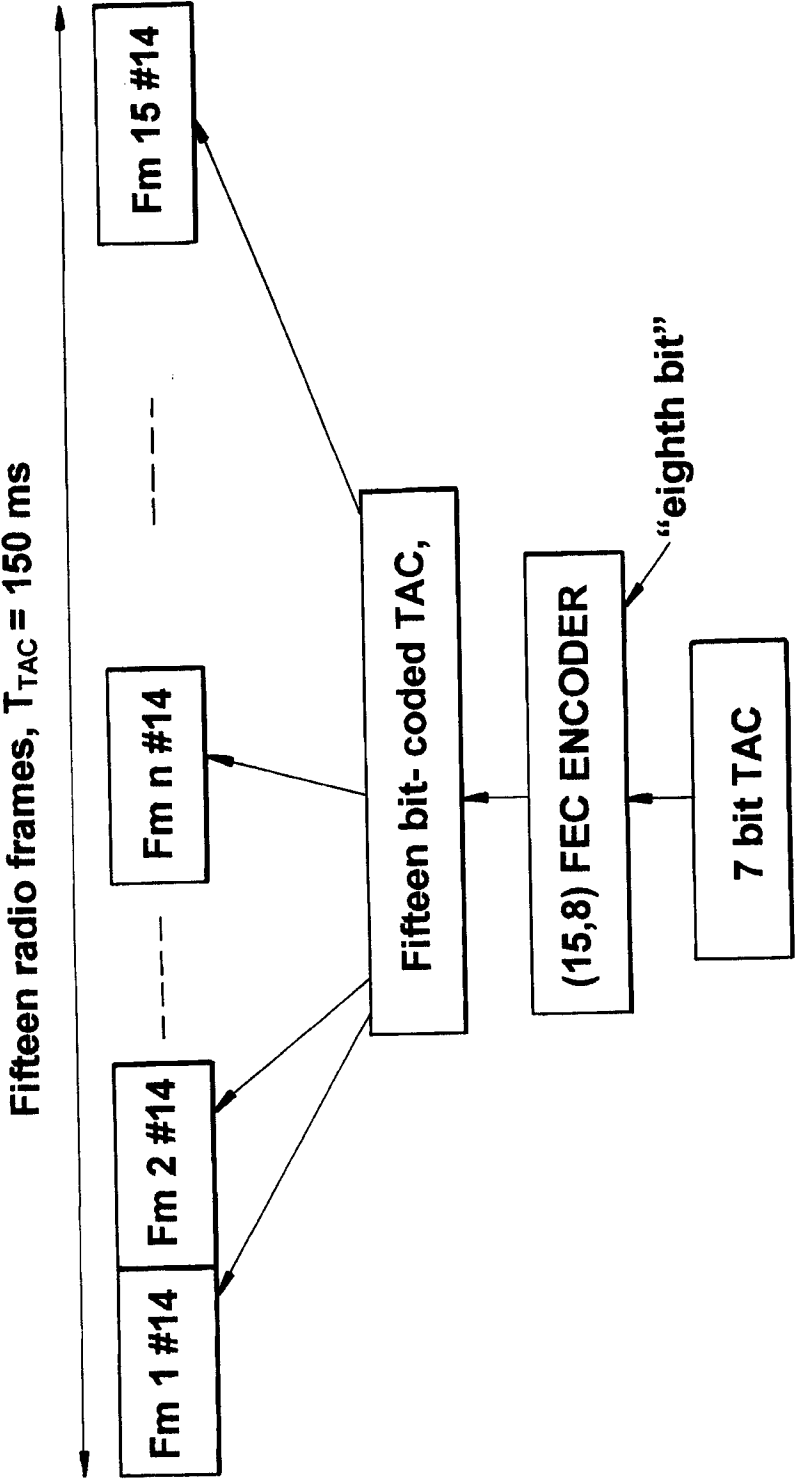 Fifteen radio frames, TTAC = 150 ms
Fm 1 #14
Fm 2 #14
Fm n #14
Fm 15 #14
Fifteen bit- coded TAC,
(15,8) FEC ENCODER
“eighth bit”
7 bit TAC